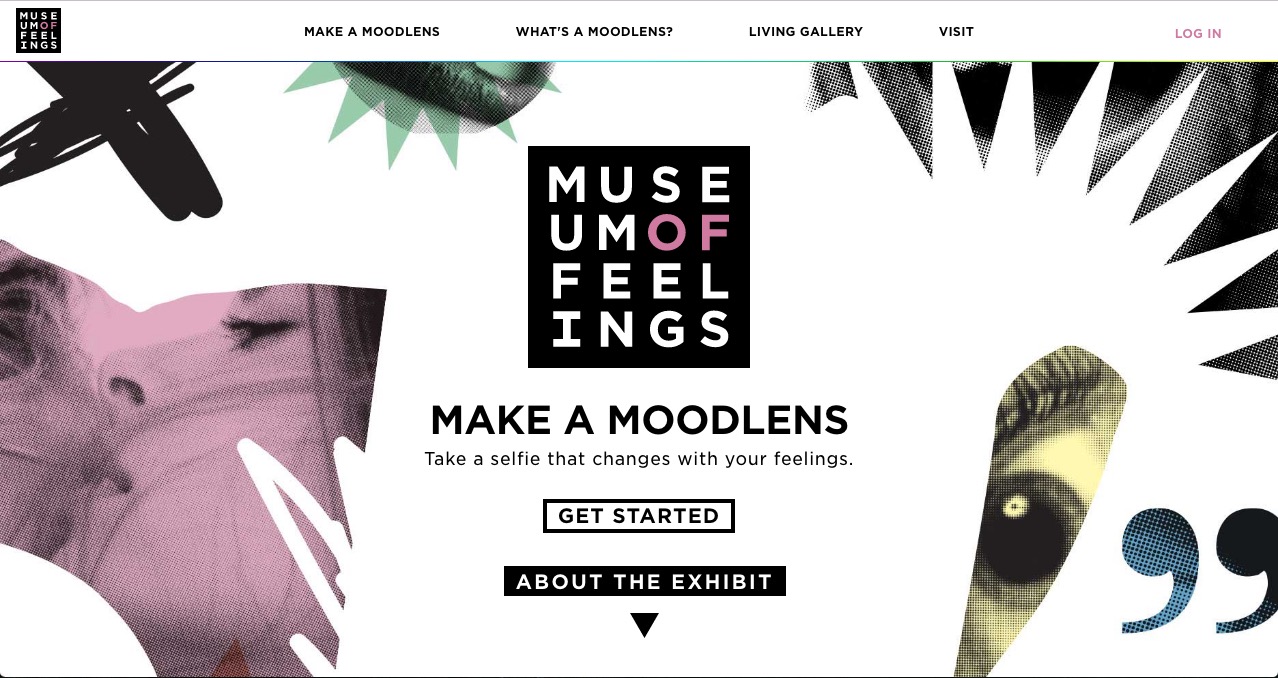 MUSE
UMOF
FEEL
INGS
MAKE A MOODLENS
WHAT'S A MOODLENS?
LIVING GALLERY
VISIT
LOG IN
MUSE
UMOF
FEEL
INGS
MAKE A MOODLENS
Take a selfie that changes with your feelings.
GET STARTED
ABOUT THE EXHIBIT